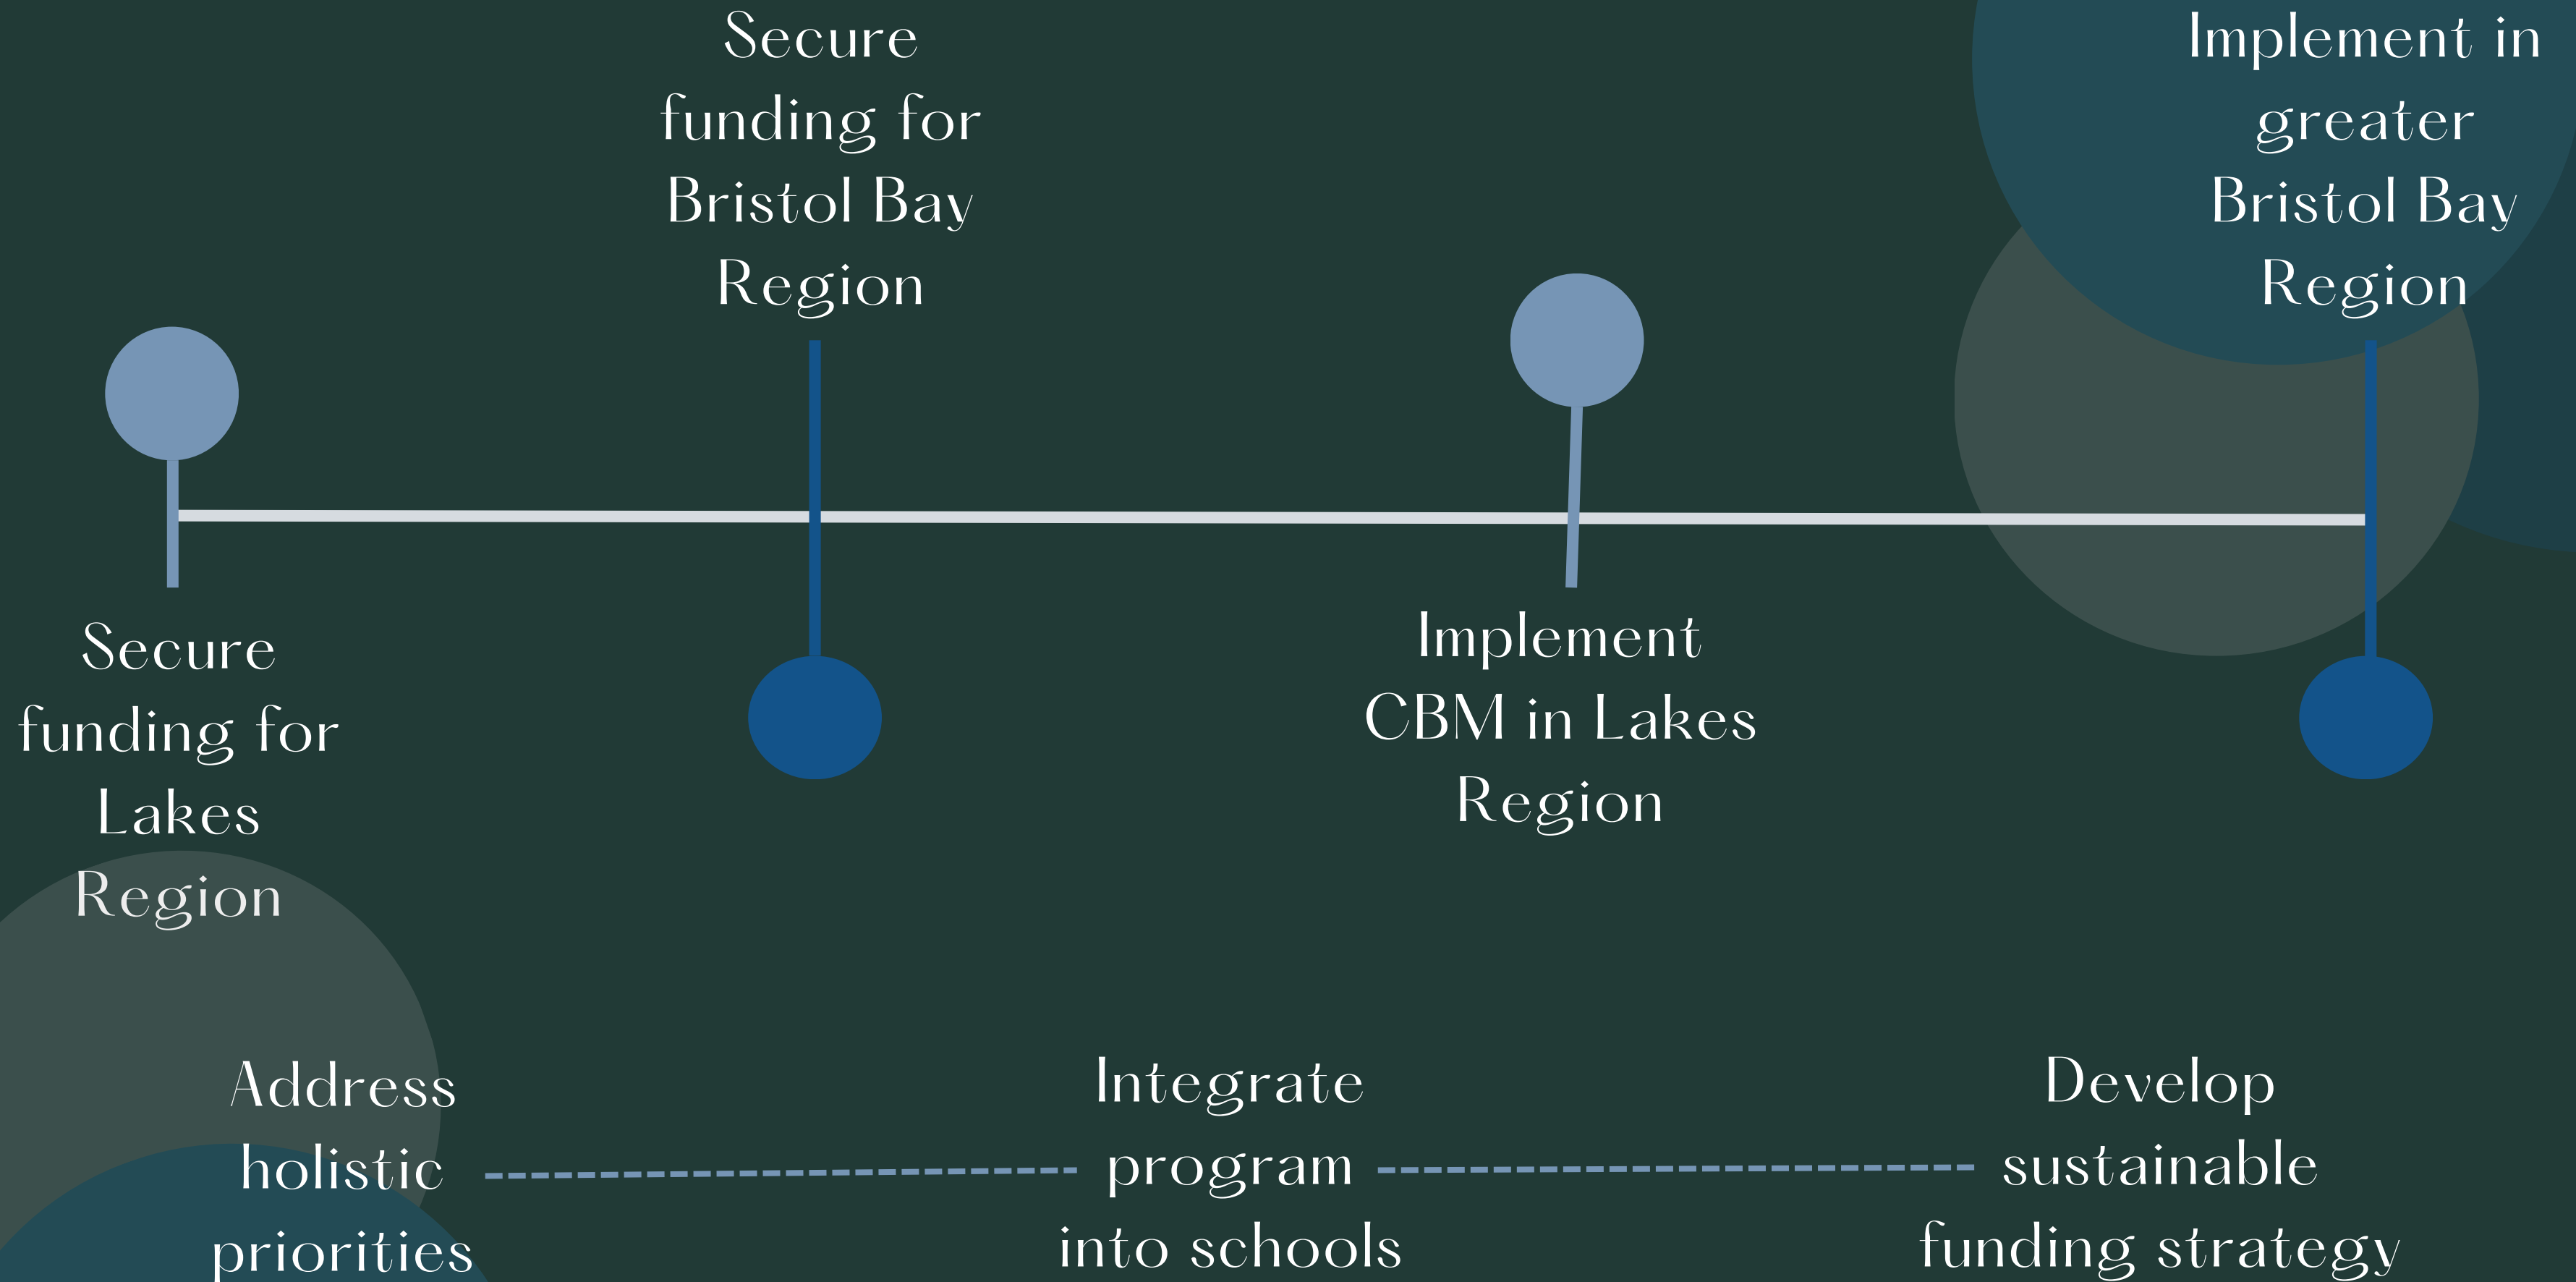 Secure
funding for
Lakes
Region
Secure
funding for
Bristol Bay
Region
Implement
CBM in Lakes
Region
Implement in
greater
Bristol Bay
Region
Address
holistic
priorities
Integrate
program
into schools
Develop
sustainable
funding strategy